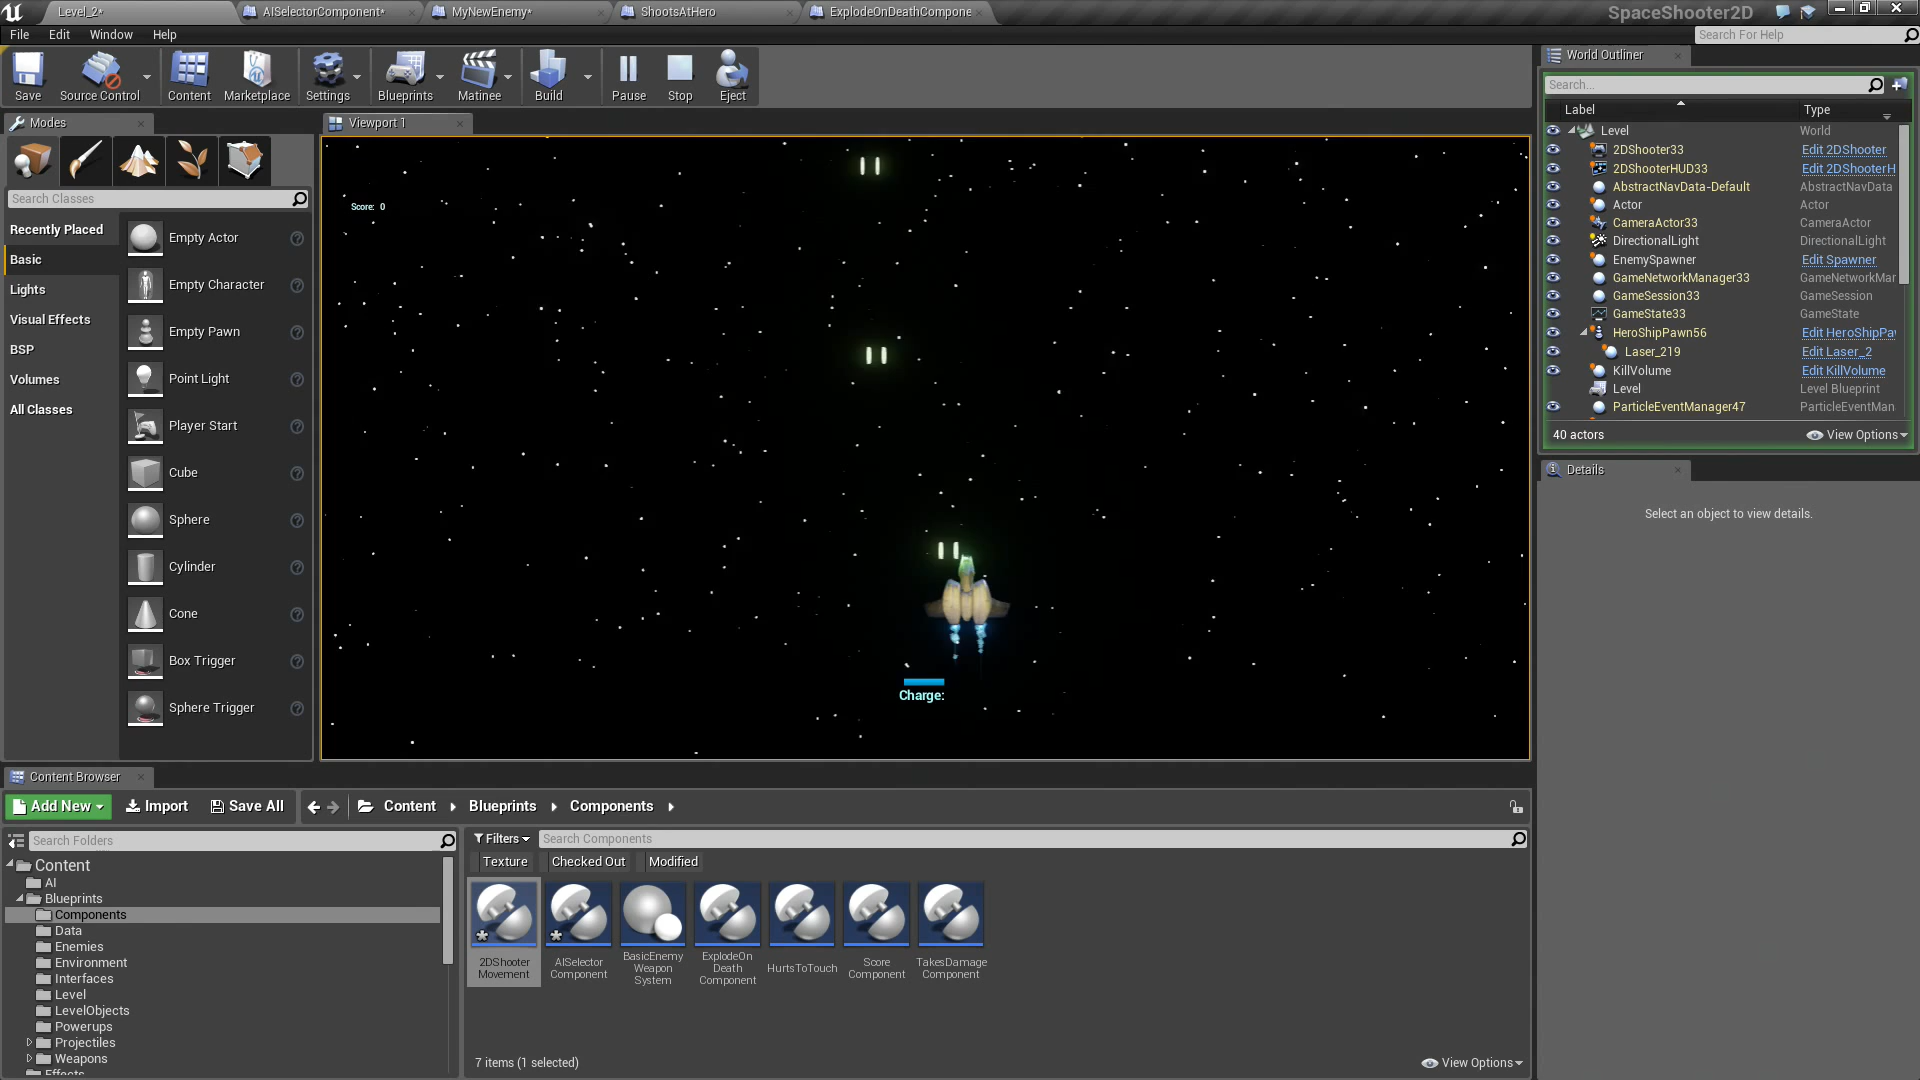 Level_2*
AISelectorComponent*
MyNewEnemy*
ShootsAtHero
ExplodeOnDeathCompone
SpaceShooter2D
File Edit Window Help
Search For Help
Save
Source Control
Content
Marketplace
Settings
Blueprints
Matinee
Build
Pause
Stop
Eject
Modes
Search Classes
Recently Placed
Basic
Lights
Visual Effects
BSP
Volumes
All Classes
Empty Actor
Empty Character
Empty Pawn
Point Light
Player Start
Cube
Sphere
Cylinder
Cone
Box Trigger
Sphere Trigger
Viewport 1
Score: 0
Charge:
World Outliner
Search...
Label Type
Level World
2DShooter33 Edit 2DShooter
2DShooterHUD33 Edit 2DShooterH
AbstractNavData-Default AbstractNavData
Actor Actor
CameraActor33 CameraActor
DirectionalLight DirectionalLight
EnemySpawner Edit Spawner
GameNetworkManager33 GameNetworkMar
GameSession33 GameSession
GameState33 GameState
HeroShipPawn56 Edit HeroShipPa
Laser_219 Edit Laser_2
KillVolume Edit KillVolume
Level Level Blueprint
ParticleEventManager47 ParticleEventMan
40 actors View Options
Details
Select an object to view details.
Content Browser
Add New Import Save All Content Blueprints Components
Search Folders
Content
AI
Blueprints
Components
Data
Enemies
Environment
Interfaces
Level
LevelObjects
Powerups
Projectiles
Weapons
Effects
Filters Search Components
Texture Checked Out Modified
2DShooter
Movement
AISelector
Component
BasicEnemy
Weapon
System
ExplodeOn
Death
Component
HurtsToTouch
Score
Component
TakesDamage
Component
7 items (1 selected) View Options